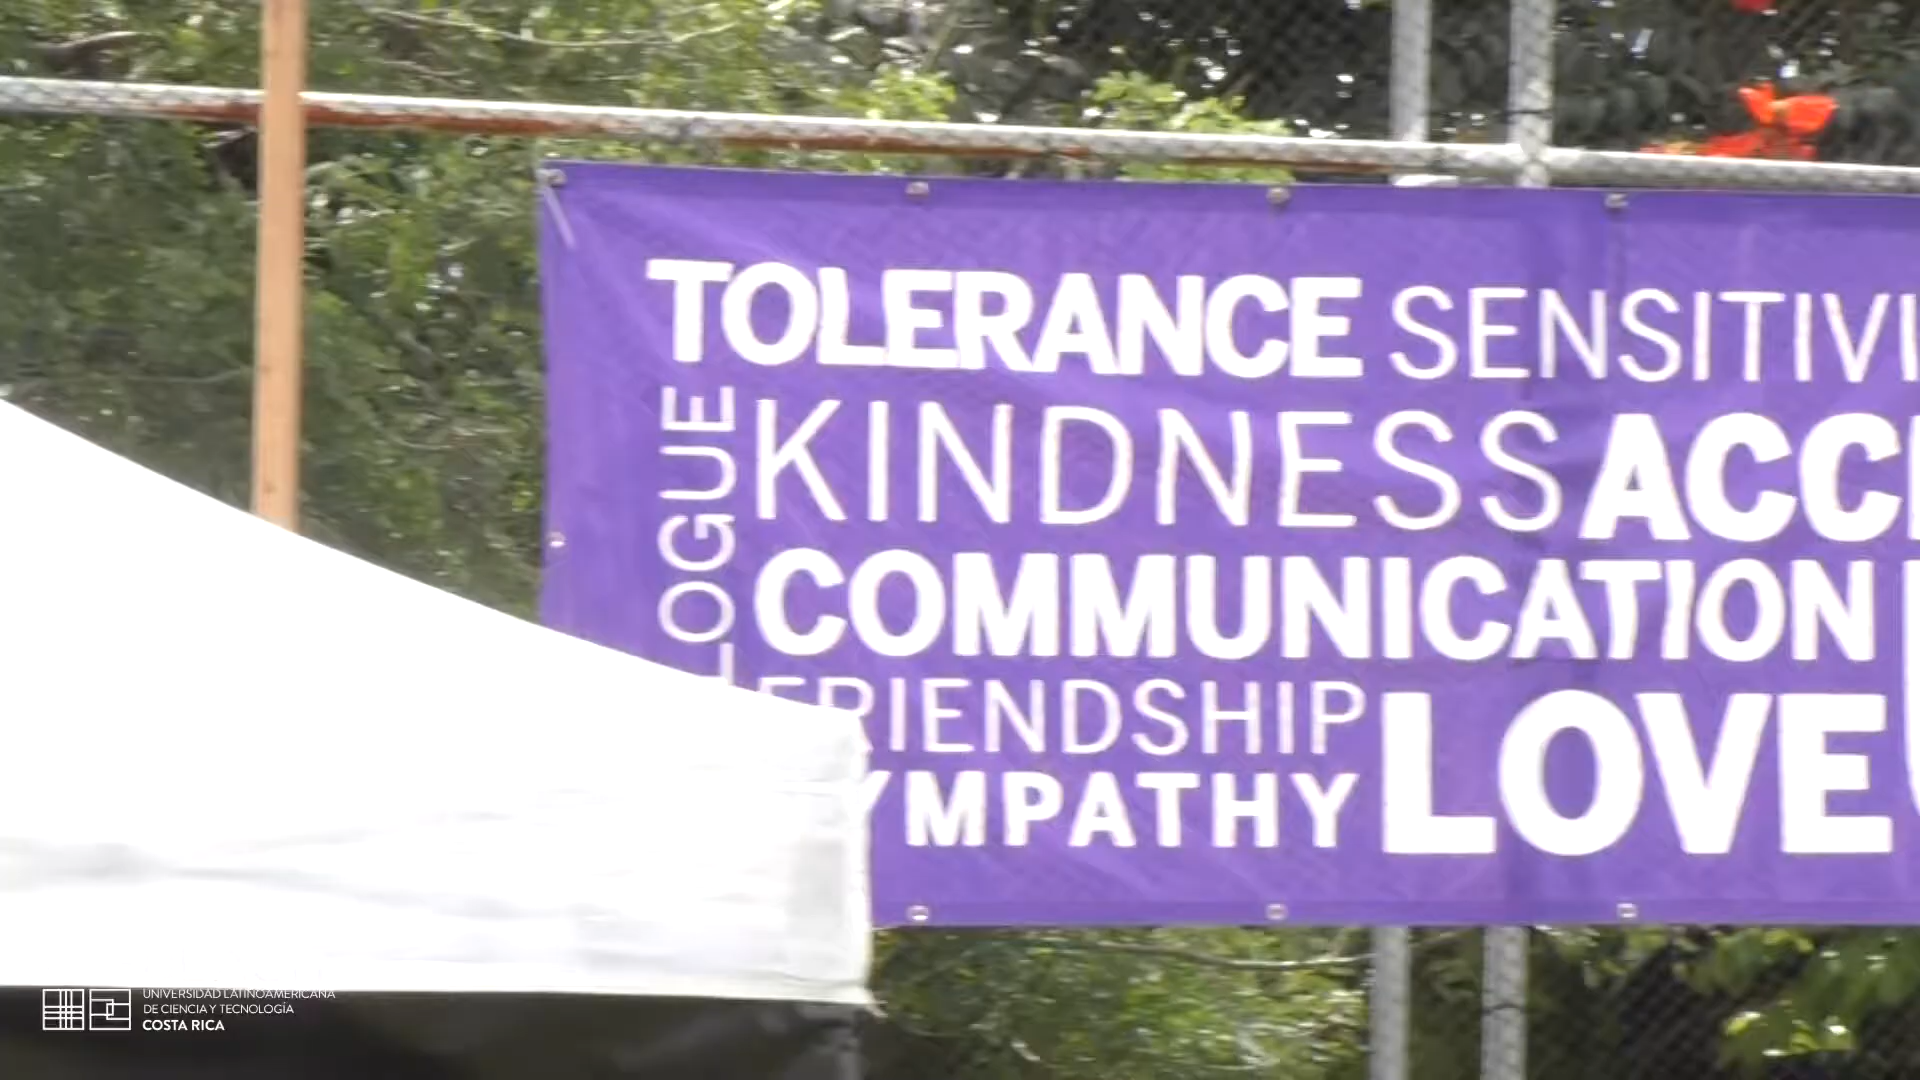 TOLERANCE SENSITIVI
LOGUE
KINDNESS ACC
COMMUNICATION
FRIENDSHIP LOVE
YMPATHY
UNIVERSIDAD LATINOAMERICANA
DE CIENCIA Y TECNOLOGÍA
COSTA RICA